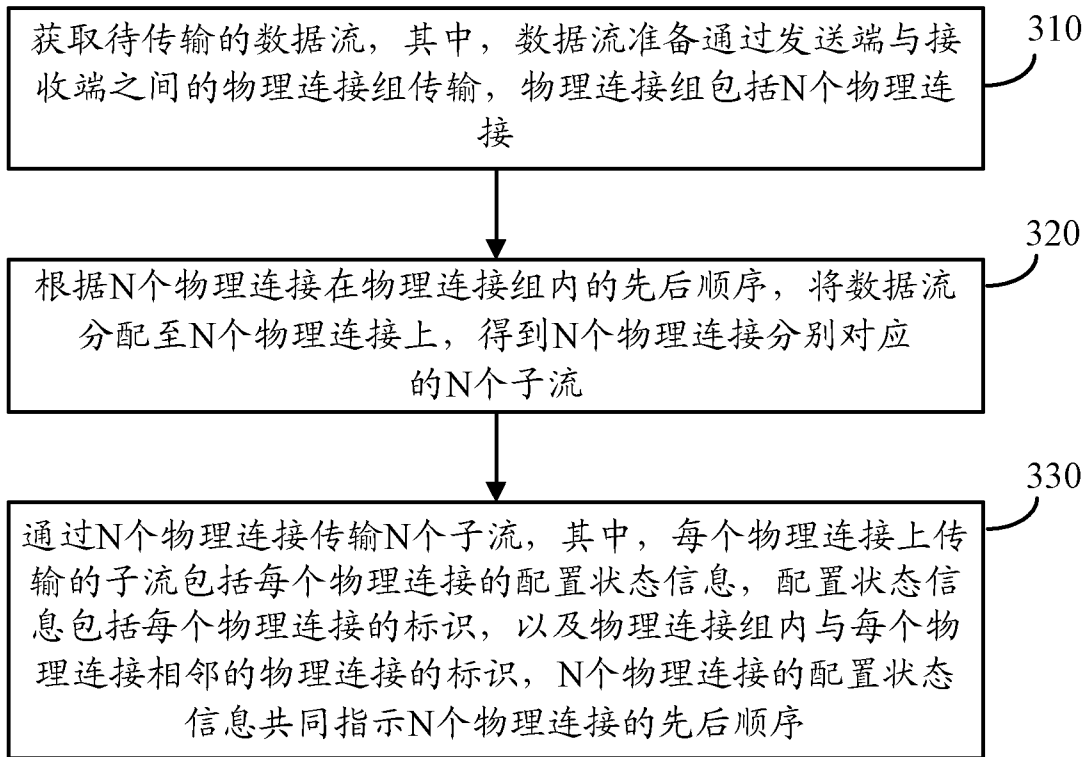 获取待传输的数据流，其中，数据流准备通过发送端与接
收端之间的物理连接组传输，物理连接组包括N个物理连
接
310
根据N个物理连接在物理连接组内的先后顺序，将数据流
分配至N个物理连接上，得到N个物理连接分别对应
的N个子流
320
通过N个物理连接传输N个子流，其中，每个物理连接上传
输的子流包括每个物理连接的配置状态信息，配置状态信
息包括每个物理连接的标识，以及物理连接组内与每个物
理连接相邻的物理连接的标识，N个物理连接的配置状态
信息共同指示N个物理连接的先后顺序
330